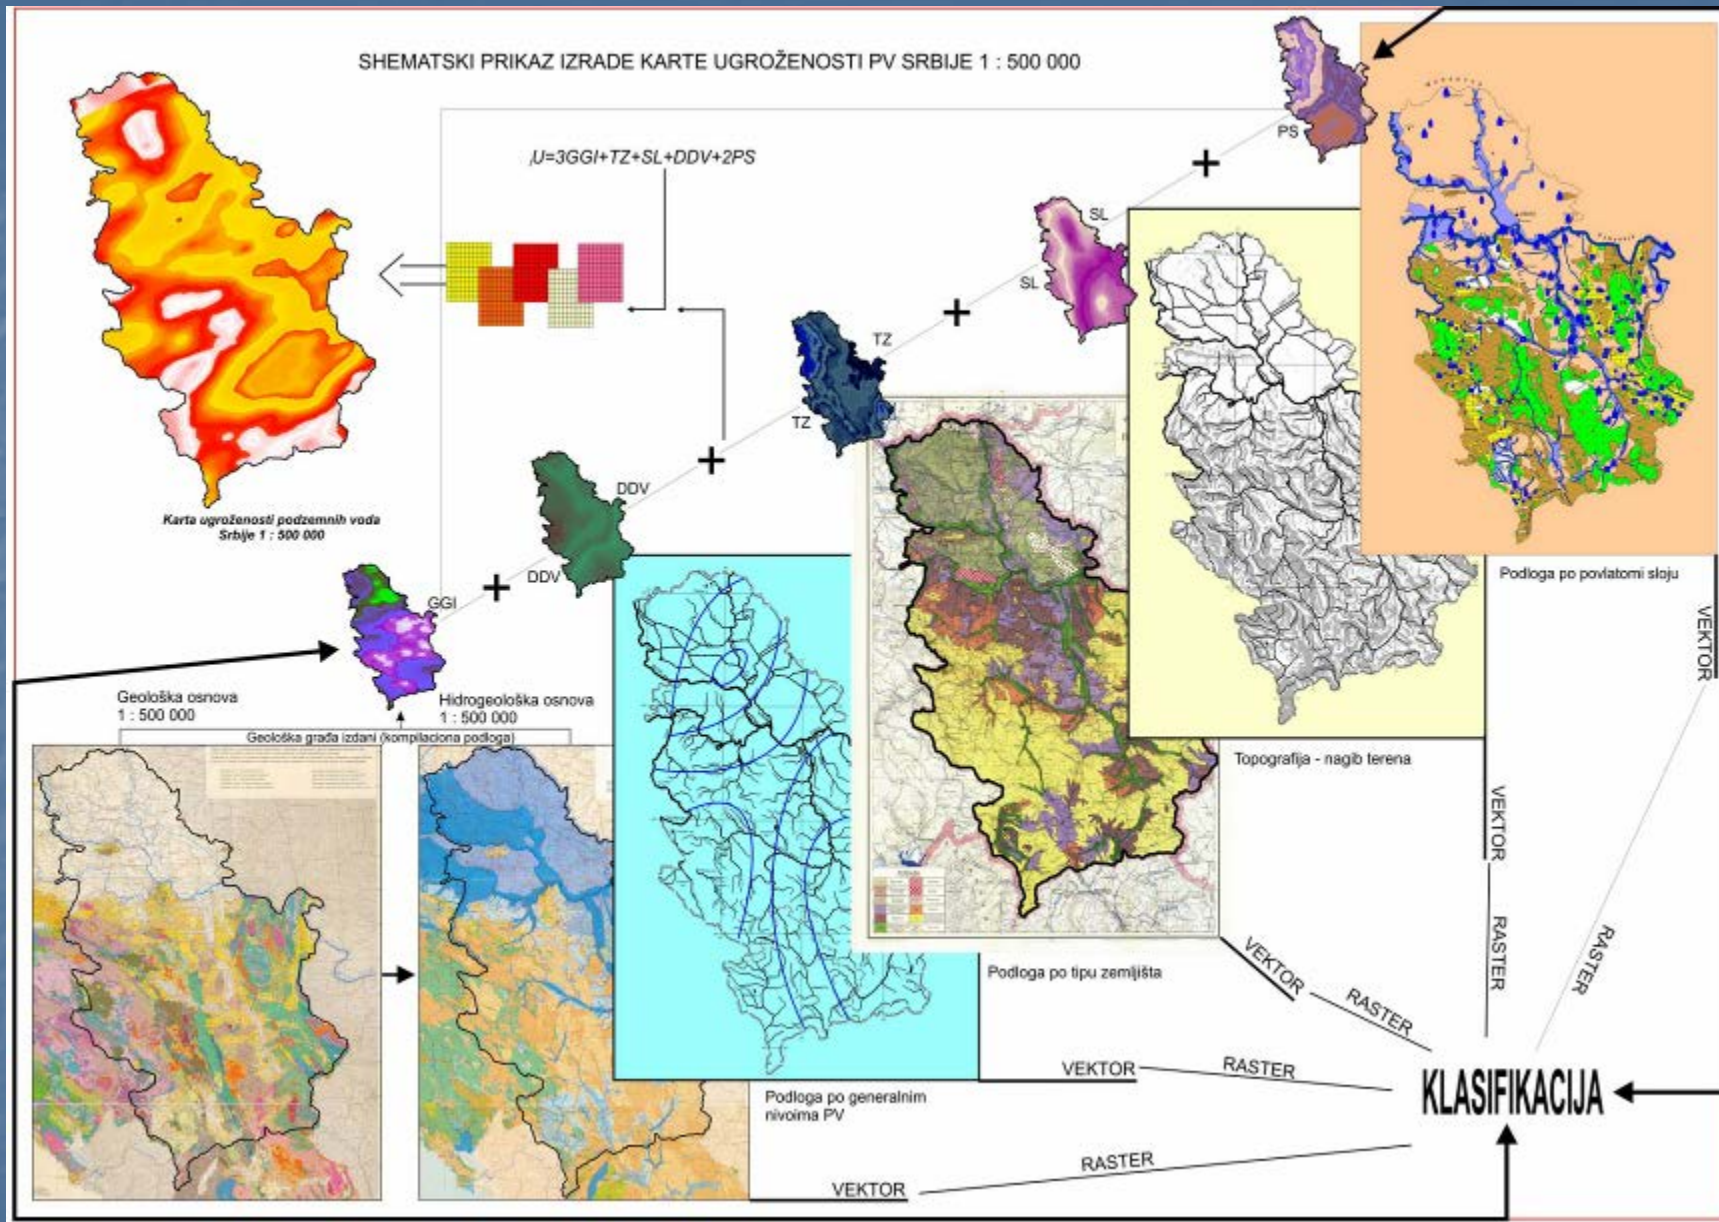 SHEMATSKI PRIKAZ IZRADE KARTE UGROŽENOSTI PV SRBIJE 1 : 500 000
PS
U=3GGI+TZ+SL+DDV+2PS
SL
SL
TZ
TZ
DDV
DDV
GGI
Karta ugroženosti podzemnih voda
Srbije 1 : 500 000
Podloga po povlatomi sloju
VEKTOR
Geološka osnova
1 : 500 000
Hidrogeološka osnova
1 : 500 000
Geološka građa izdani (kompilaciona podloga)
Topografija - nagib terena
VEKTOR
RASTER
RASTER
Podloga po tipu zemljišta
VEKTOR
RASTER
VEKTOR
RASTER
Podloga po generalnim
nivoima PV
KLASIFIKACIJA
RASTER
VEKTOR